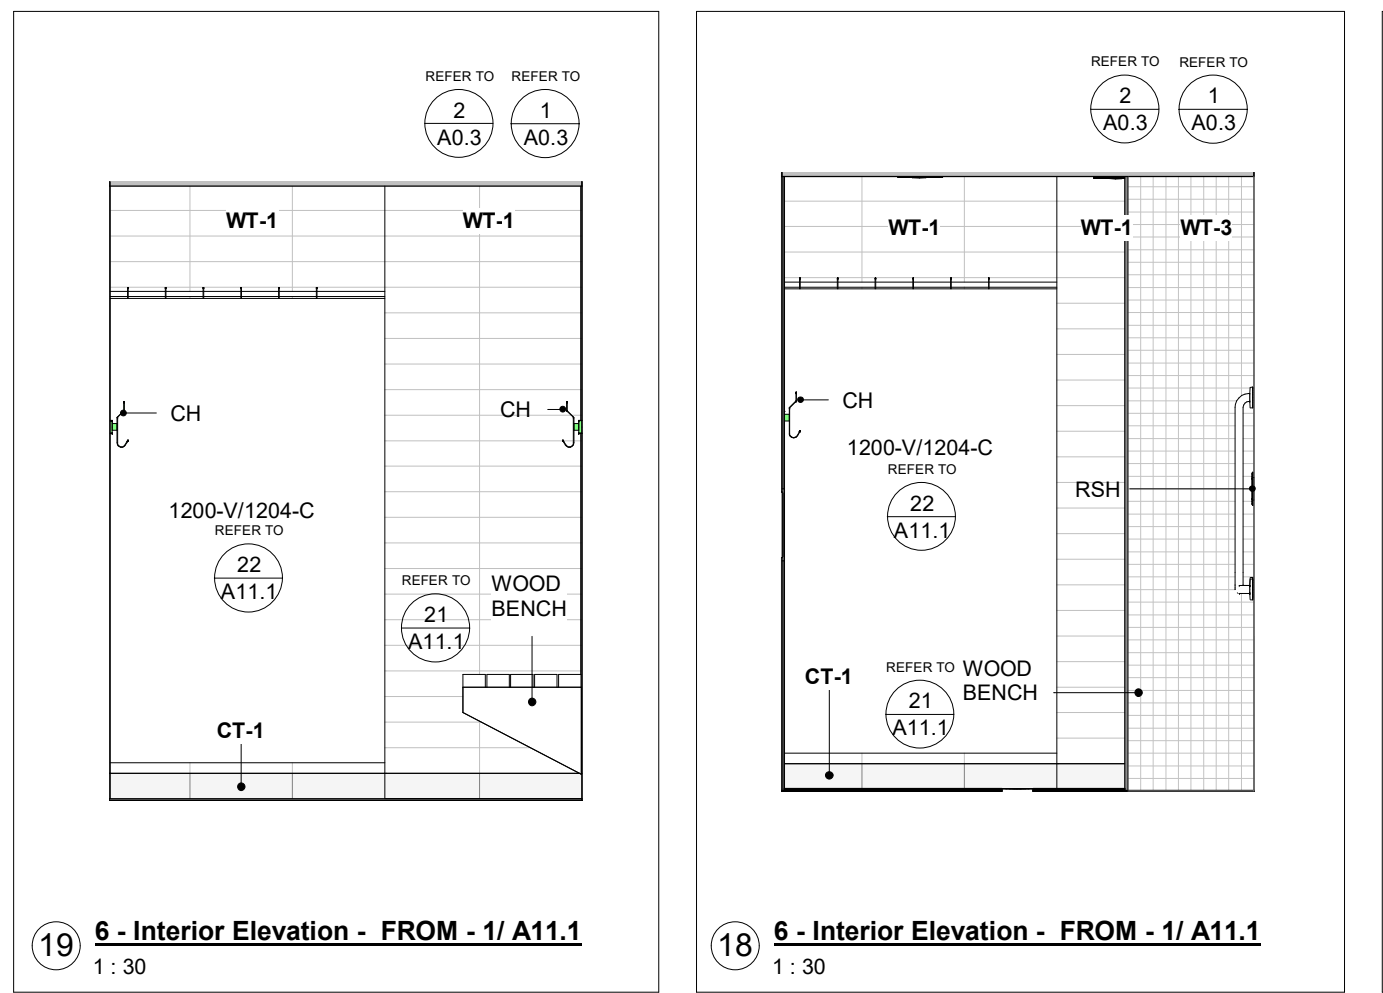 REFER TO
2
A0.3
REFER TO
1
A0.3
WT-1
WT-1
CH
CH
1200-V/1204-C
REFER TO
22
A11.1
REFER TO
21
A11.1
WOOD
BENCH
CT-1
19
6 - Interior Elevation - FROM - 1/ A11.1
1 : 30
REFER TO
2
A0.3
REFER TO
1
A0.3
WT-1
WT-1
WT-3
CH
1200-V/1204-C
REFER TO
22
A11.1
RSH
CT-1
REFER TO
21
A11.1
WOOD
BENCH
18
6 - Interior Elevation - FROM - 1/ A11.1
1 : 30